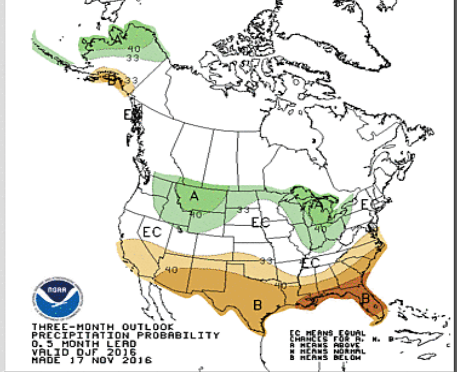 40
33
B
33
EC
A
40
33
EC
A
40
EC
EC
33
EC
40
40
B
B
NOAA
THREE-MONTH OUTLOOK
PRECIPITATION PROBABILITY
0.5 MONTH LEAD
VALID DJF 2016
MADE 17 NOV 2016
EC MEANS EQUAL
CHANCES FOR A, N, B
A MEANS ABOVE
N MEANS NORMAL
B MEANS BELOW